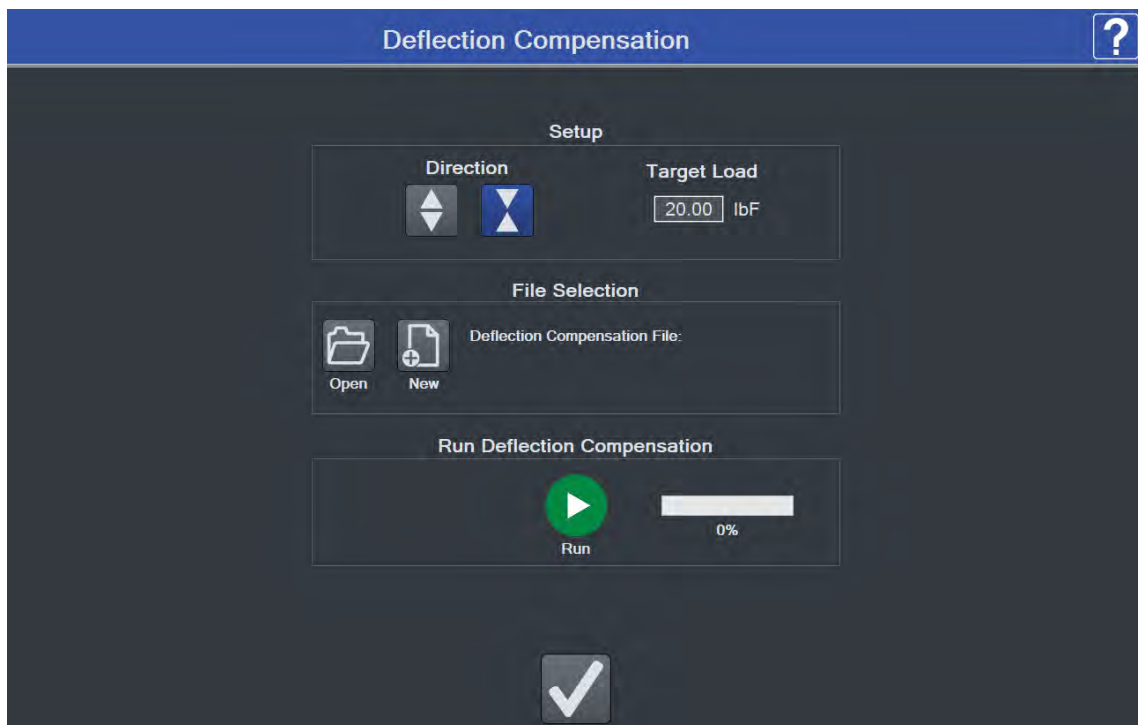 Deflection Compensation
?
Setup
Direction
Target Load
20.00 lbF
File Selection
Deflection Compensation File:
Open
New
Run Deflection Compensation
Run
0%